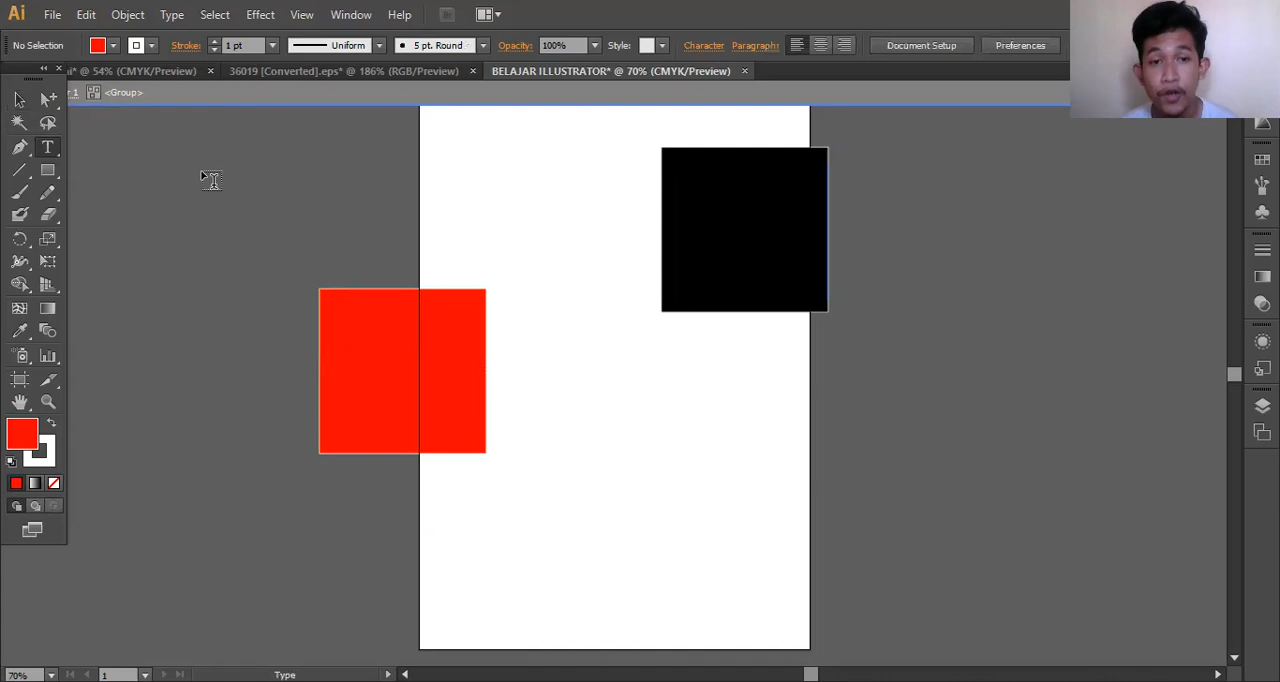 Ai File Edit Object Type Select Effect View Window Help
No Selection Stroke: 1 pt Uniform 5 pt. Round Opacity: 100% Style: Character Paragraph: Document Setup Preferences
@ 54% (CMYK/Preview) × 36019 [Converted].eps* @ 186% (RGB/Preview) × BELAJAR ILLUSTRATOR* @ 70% (CMYK/Preview) ×
1 <Group>
T
70% 1 Type